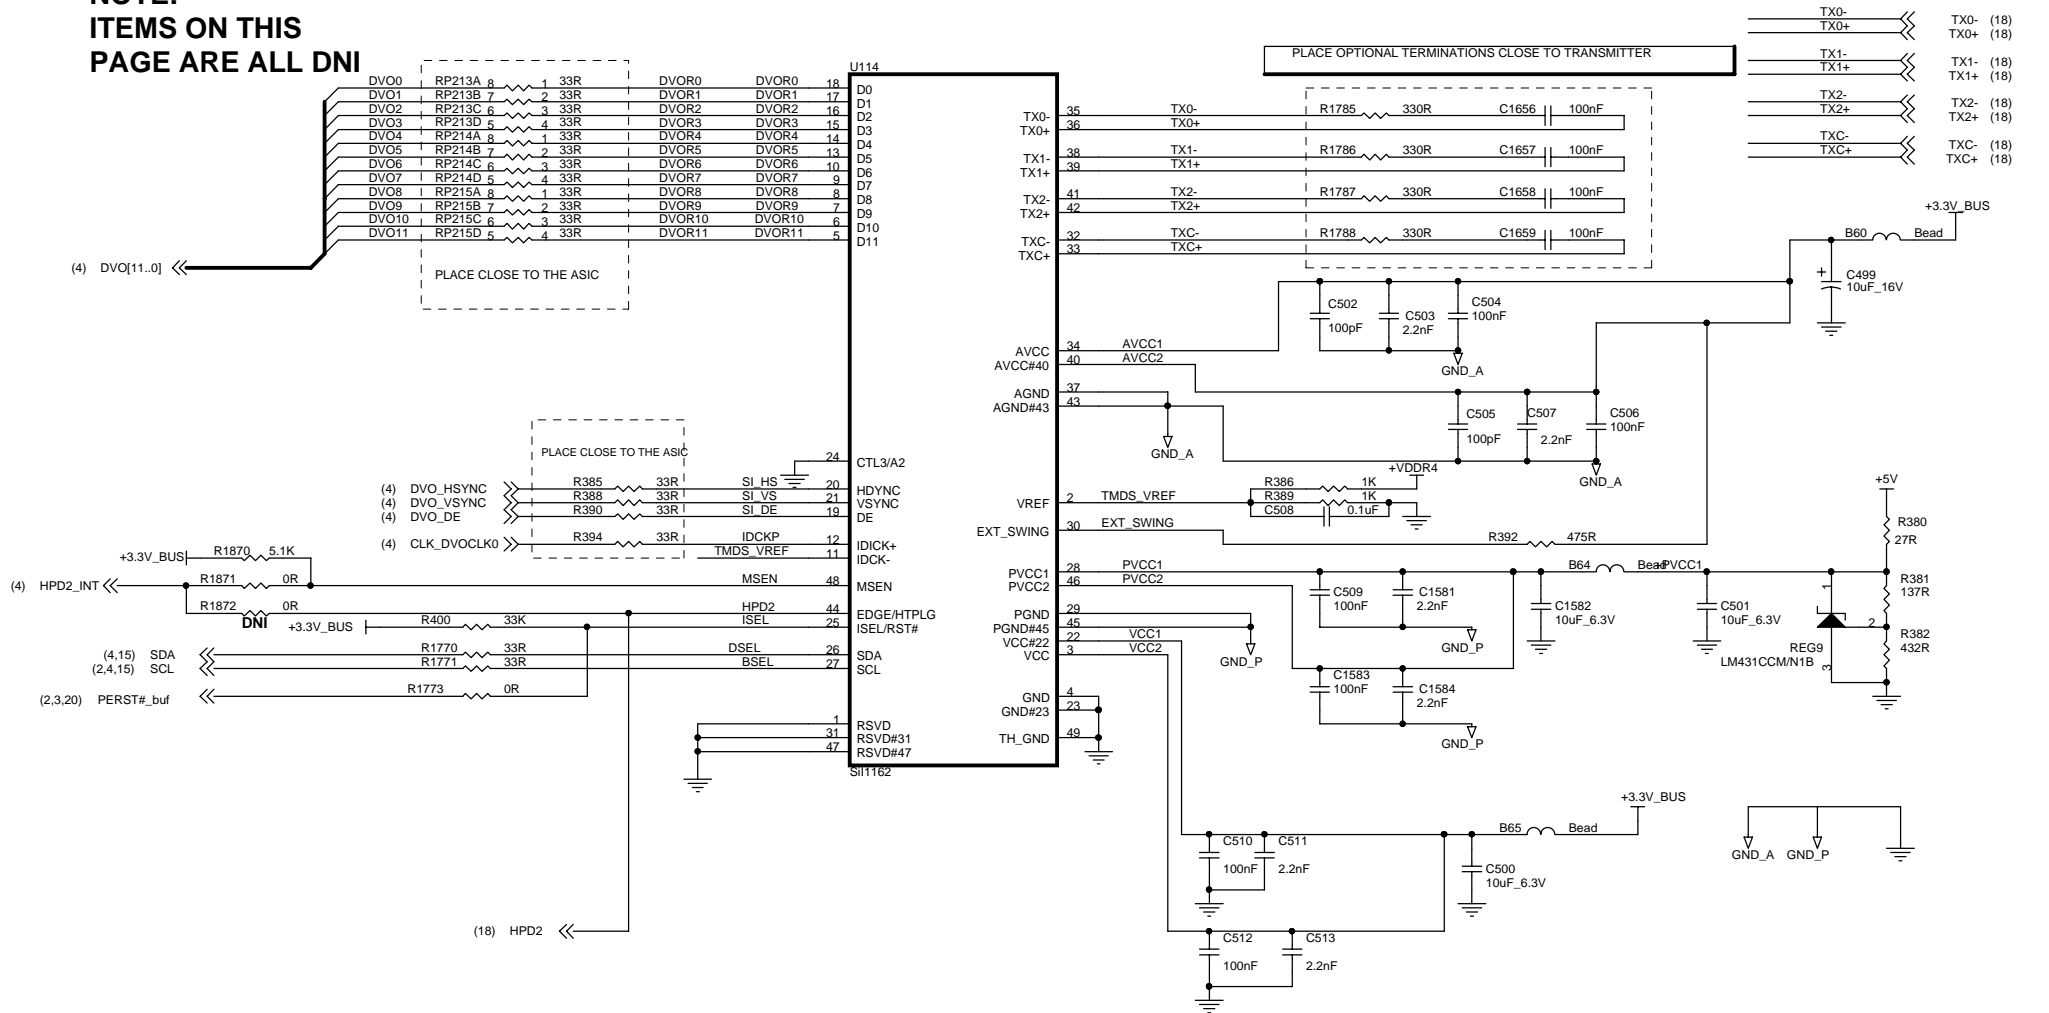 NOTE:
ITEMS ON THIS
PAGE ARE ALL DNI
DVO0 RP213A 8 1 33R DVOR0 DVOR0 18 D0
DVO1 RP213B 7 2 33R DVOR1 DVOR1 17 D1
DVO2 RP213C 6 3 33R DVOR2 DVOR2 16 D2
DVO3 RP213D 5 4 33R DVOR3 DVOR3 15 D3
DVO4 RP214A 8 1 33R DVOR4 DVOR4 14 D4
DVO5 RP214B 7 2 33R DVOR5 DVOR5 13 D5
DVO6 RP214C 6 3 33R DVOR6 DVOR6 10 D6
DVO7 RP214D 5 4 33R DVOR7 DVOR7 9 D7
DVO8 RP215A 8 1 33R DVOR8 DVOR8 8 D8
DVO9 RP215B 7 2 33R DVOR9 DVOR9 7 D9
DVO10 RP215C 6 3 33R DVOR10 DVOR10 6 D10
DVO11 RP215D 5 4 33R DVOR11 DVOR11 5 D11
(4) DVO[11..0]
PLACE CLOSE TO THE ASIC
PLACE CLOSE TO THE ASIC
24 CTL3/A2
(4) DVO_HSYNC R385 33R SI_HS 20 HDYNC
(4) DVO_VSYNC R388 33R SI_VS 21 VSYNC
(4) DVO_DE R390 33R SI_DE 19 DE
(4) CLK_DVOCLK0 R394 33R IDCKP 12 IDICK+
TMDS_VREF 11 IDCK-
+3.3V_BUS R1870 5.1K
(4) HPD2_INT R1871 0R MSEN 48 MSEN
R1872 0R HPD2 44 EDGE/HTPLG
DNI
+3.3V_BUS R400 33K ISEL 25 ISEL/RST#
(4,15) SDA R1770 33R DSEL 26 SDA
(2,4,15) SCL R1771 33R BSEL 27 SCL
(2,3,20) PERST#_buf R1773 0R
1 RSVD
31 RSVD#31
47 RSVD#47
(18) HPD2
U114
SiI1162
PLACE OPTIONAL TERMINATIONS CLOSE TO TRANSMITTER
TX0- 35 TX0- R1785 330R C1656 100nF
TX0+ 36 TX0+
TX1- 38 TX1- R1786 330R C1657 100nF
TX1+ 39 TX1+
TX2- 41 TX2- R1787 330R C1658 100nF
TX2+ 42 TX2+
TXC- 32 TXC- R1788 330R C1659 100nF
TXC+ 33 TXC+
TX0- TX0- (18)
TX0+ TX0+ (18)
TX1- TX1- (18)
TX1+ TX1+ (18)
TX2- TX2- (18)
TX2+ TX2+ (18)
TXC- TXC- (18)
TXC+ TXC+ (18)
+3.3V_BUS
B60 Bead
+ C499
10uF_16V
C502
100pF
C503
2.2nF
C504
100nF
GND_A
AVCC 34 AVCC1
AVCC#40 40 AVCC2
AGND 37
AGND#43 43
GND_A
C505
100pF
C507
2.2nF
C506
100nF
GND_A
+VDDR4
R386 1K
VREF 2 TMDS_VREF R389 1K
C508 0.1uF
EXT_SWING 30 EXT_SWING
R392 475R
PVCC1 28 PVCC1
PVCC2 46 PVCC2
PGND 29
PGND#45 45
VCC#22 22 VCC1
VCC 3 VCC2
GND_P
GND 4
GND#23 23
TH_GND 49
C509
100nF
C1581
2.2nF
GND_P
C1583
100nF
C1584
2.2nF
GND_P
B64 Bead +PVCC1
C1582
10uF_6.3V
C501
10uF_6.3V
+5V
R380
27R
R381
137R
R382
432R
1
2
3
REG9
LM431CCM/N1B
+3.3V_BUS
B65 Bead
C510
100nF
C511
2.2nF
C500
10uF_6.3V
C512
100nF
C513
2.2nF
GND_A GND_P